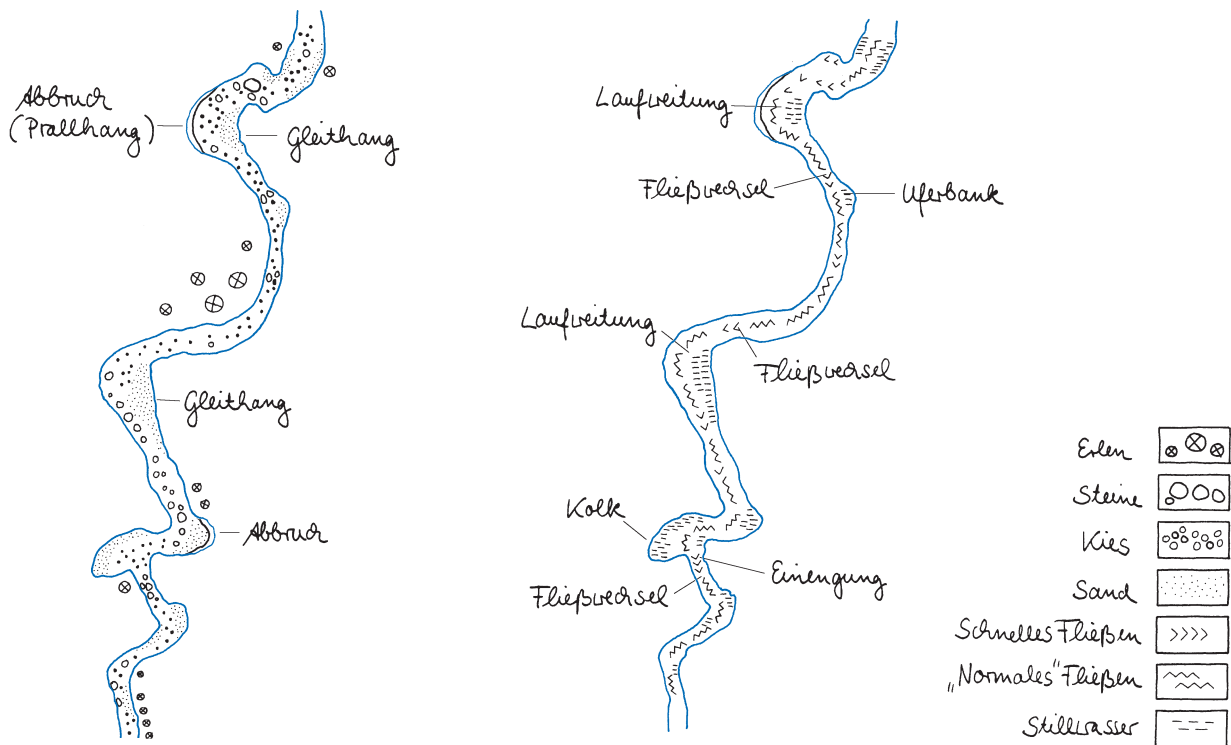 Abbruch
(Prallhang)
Gleithang
Gleithang
Abbruch
Laufweitung
Fließwechsel
Uferbank
Laufweitung
Fließwechsel
Kolk
Einengung
Fließwechsel
Erlen
Steine
Kies
Sand
Schnelles Fließen
„Normales" Fließen
Stillwasser